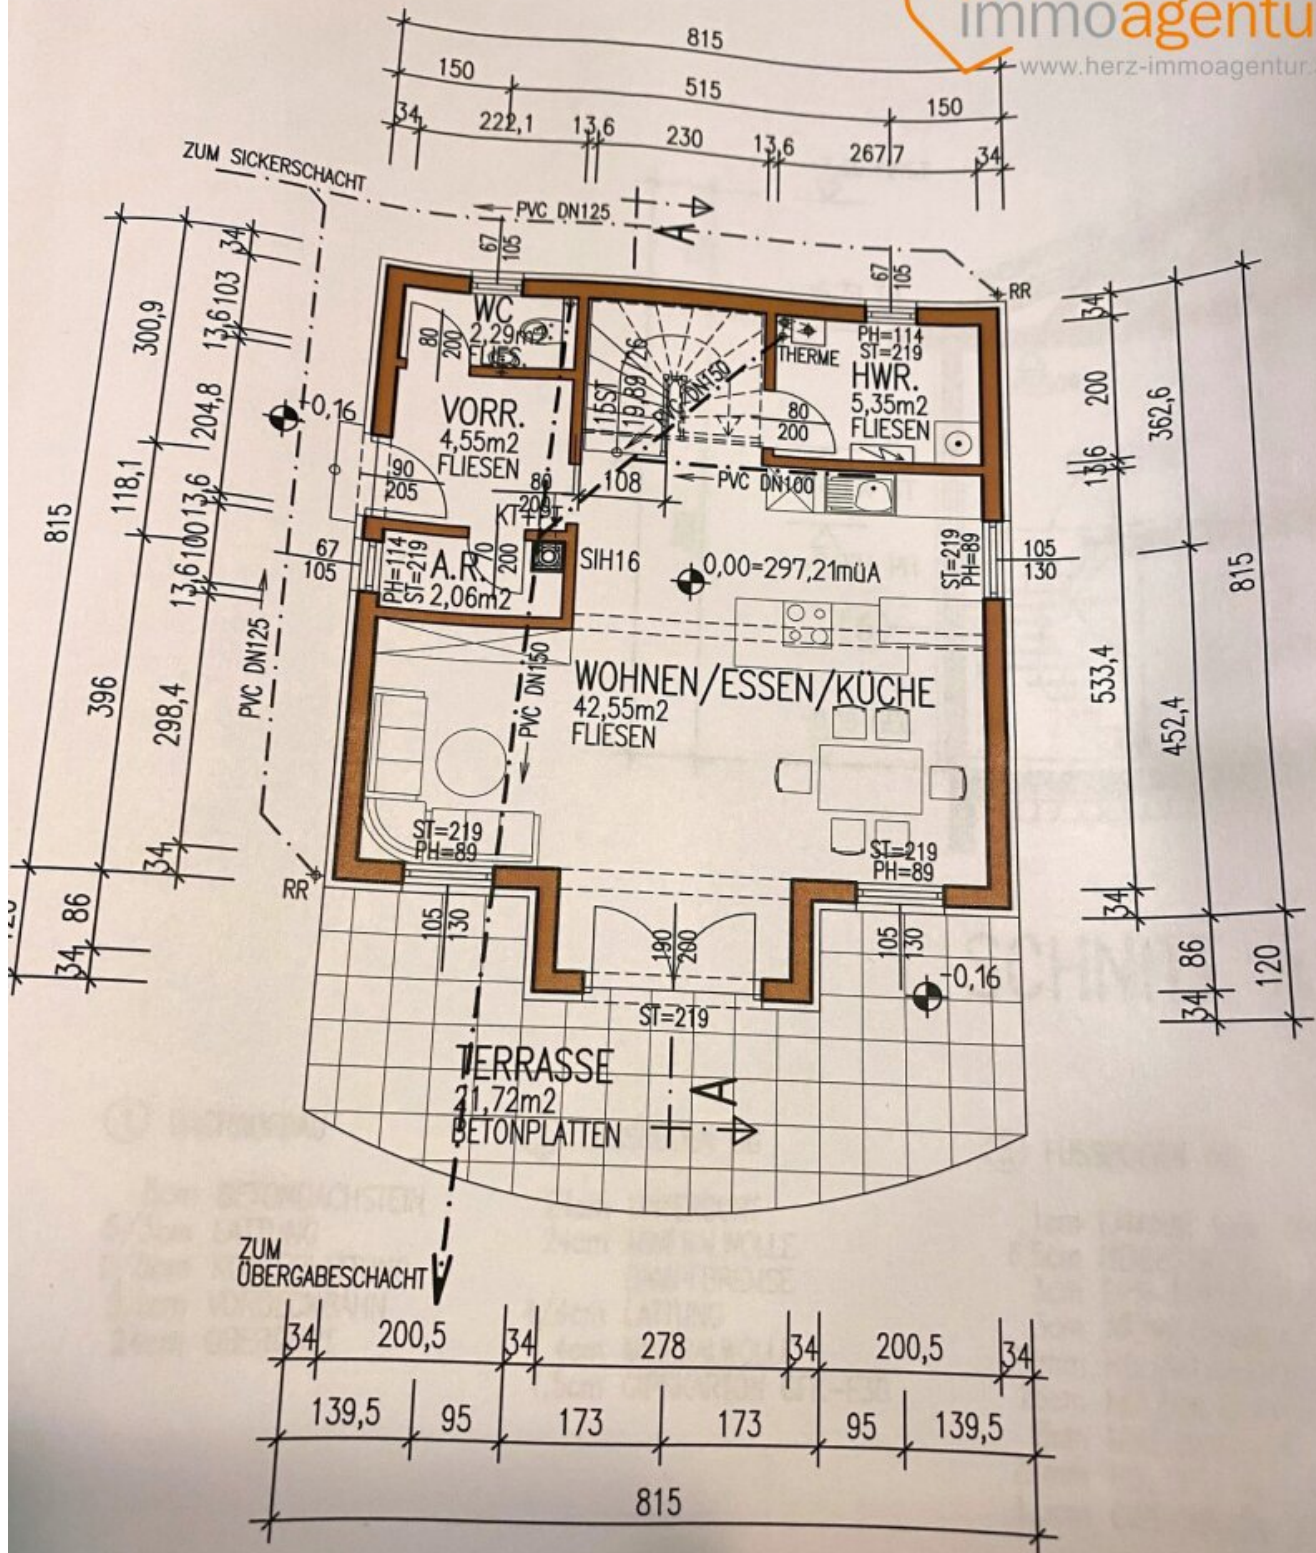 immoagentu
www.herz-immoagentur.
815
150
515
150
34
222,1
13,6
230
13,6
267,7
34
ZUM SICKERSCHACHT
PVC DN125
A
67
105
67
105
RR
34
103
13,6
204,8
13,6
100
13,6
298,4
34
300,9
118,1
396
86
34
815
-0,16
WC
2,29m2
FLIES.
80
200
VORR.
4,55m2
FLIESEN
90
205
80
200
15ST
19,89/26
DN150
THERME
PH=114
ST=219
HWR.
5,35m2
FLIESEN
80
200
108
PVC DN100
67
105
PH=114
ST=219
A.R.
2,06m2
70
200
SIH16
0,00=297,21müA
ST=219
PH=89
105
130
PVC DN125
PVC DN150
WOHNEN/ESSEN/KÜCHE
42,55m2
FLIESEN
ST=219
PH=89
ST=219
PH=89
RR
105
130
190
200
105
130
-0,16
ST=219
TERRASSE
21,72m2
BETONPLATTEN
A
ZUM
ÜBERGABESCHACHT
34
200
13,6
533,4
34
362,6
452,4
86
34
815
120
34
200,5
34
278
34
200,5
34
139,5
95
173
173
95
139,5
815